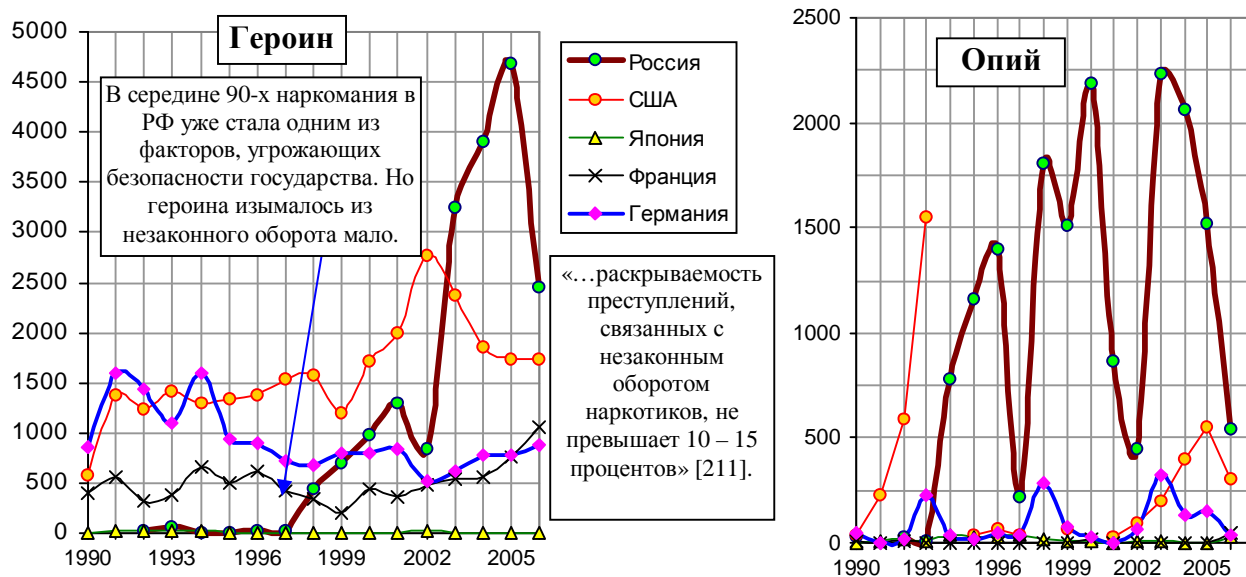 Героин
5000
4500
4000
3500
3000
2500
2000
1500
1000
500
0
1990 1993 1996 1999 2002 2005
В середине 90-х наркомания в
РФ уже стала одним из
факторов, угрожающих
безопасности государства. Но
героина изымалось из
незаконного оборота мало.
Россия
США
Япония
Франция
Германия
«…раскрываемость
преступлений,
связанных с
незаконным
оборотом
наркотиков, не
превышает 10 – 15
процентов» [211].
Опий
2500
2000
1500
1000
500
0
1990 1993 1996 1999 2002 2005